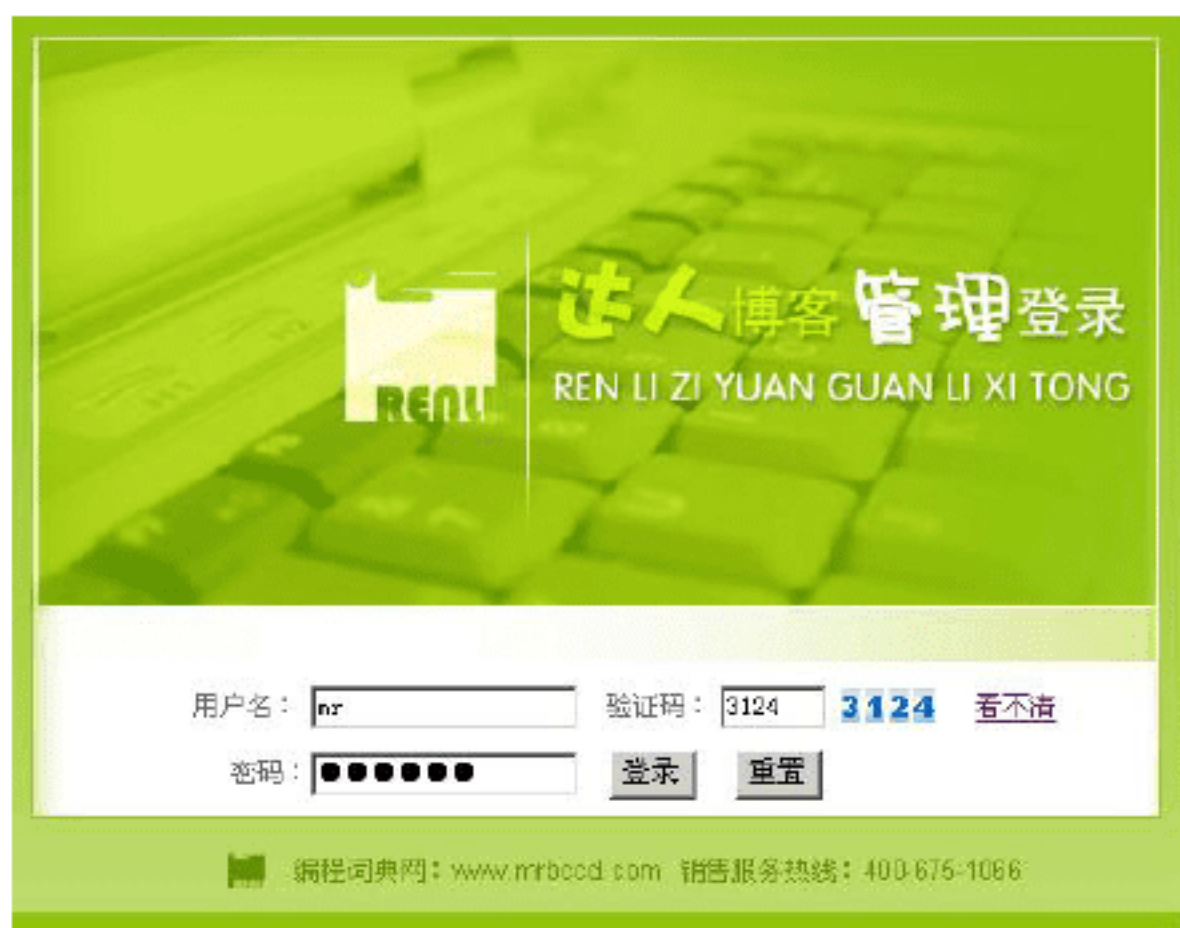 达人博客管理登录
REN LI ZI YUAN GUAN LI XI TONG
RENLI
用户名： mr 验证码： 3124 3124 看不清
密码： ●●●●●● 登录 重置
编程词典网：www.mrbccd.com 销售服务热线：400-675-1066